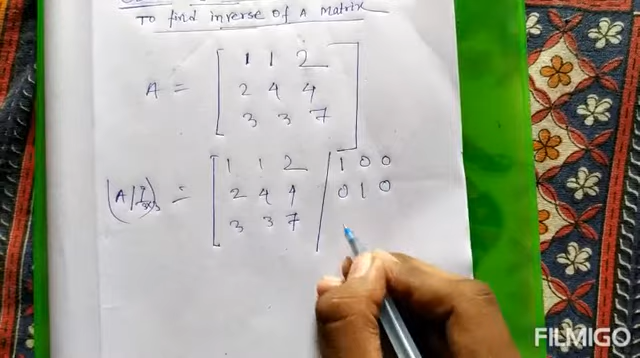 To find inverse of A Matrix
A = [ 1 1 2
2 4 4
3 3 7 ]
(A/I₃ₓ₃) = [ 1 1 2 / 1 0 0
2 4 4 / 0 1 0
3 3 7 /
FILMIGO